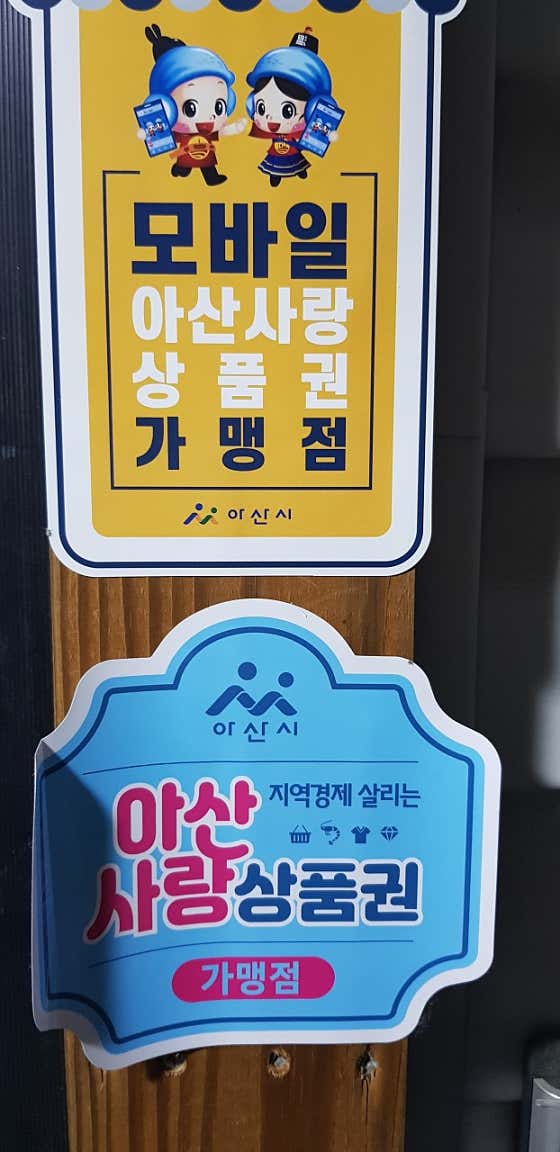 모바일
아산사랑
상품권
가맹점
아산시
아산시
지역경제 살리는
아산
사랑상품권
가맹점